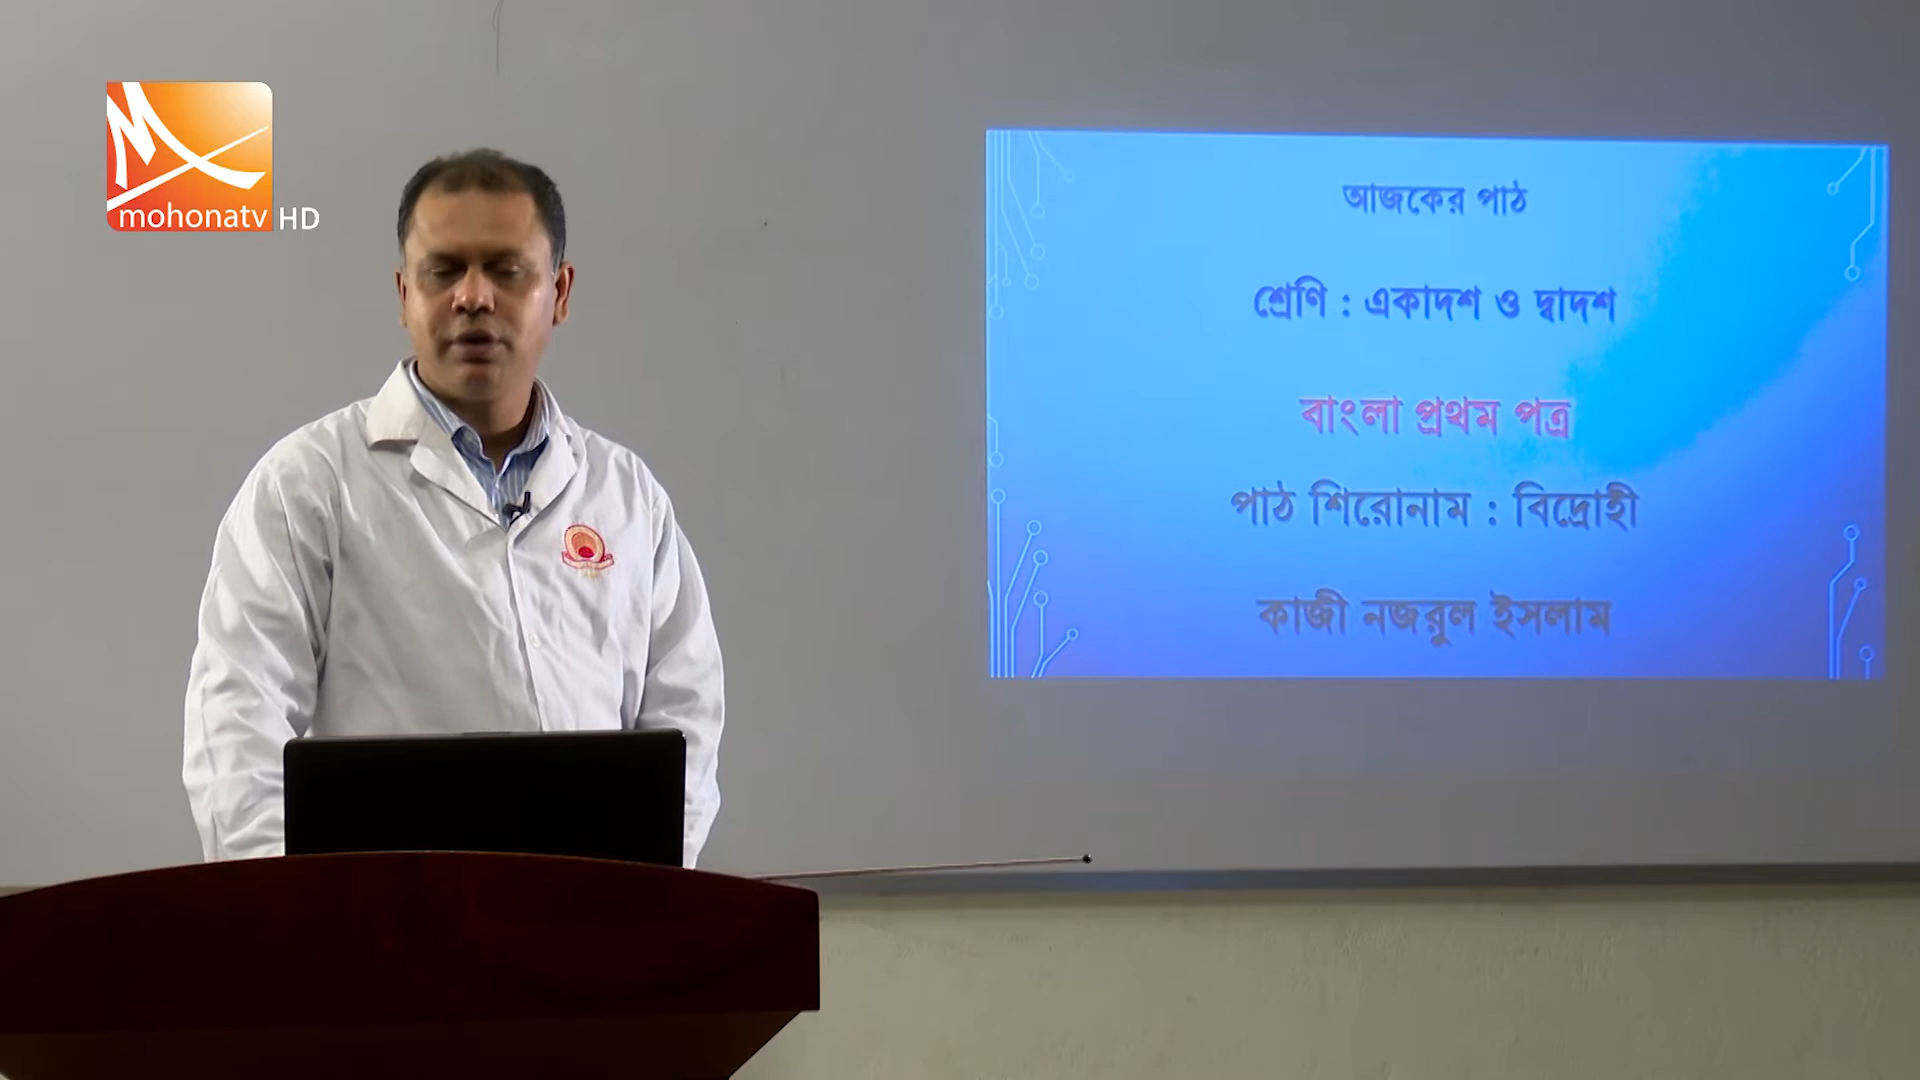 mohonatv HD
আজকের পাঠ
শ্রেণি : একাদশ ও দ্বাদশ
বাংলা প্রথম পত্র
পাঠ শিরোনাম : বিদ্রোহী
কাজী নজরুল ইসলাম